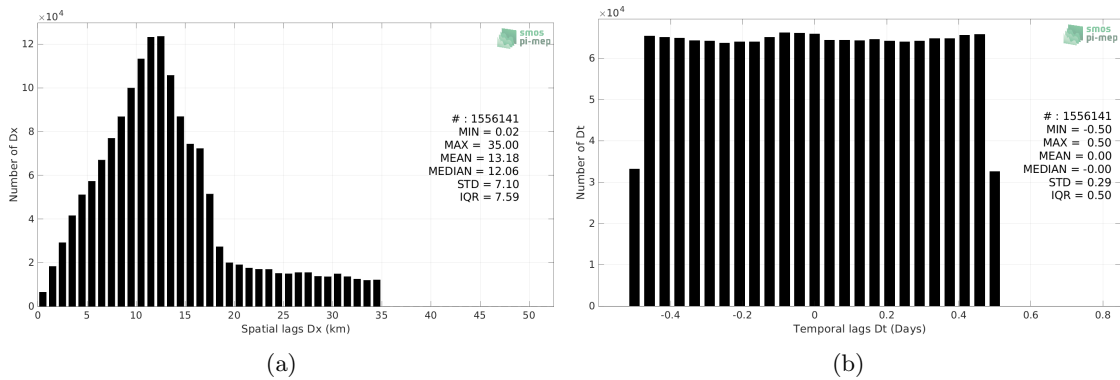 ×10⁴
12
10
8
6
4
2
0
Number of Dx
smos
pi-mep
# : 1556141
MIN = 0.02
MAX = 35.00
MEAN = 13.18
MEDIAN = 12.06
STD = 7.10
IQR = 7.59
0 5 10 15 20 25 30 35 40 45 50
Spatial lags Dx (km)
(a)
×10⁴
6
5
4
3
2
1
0
Number of Dt
smos
pi-mep
# : 1556141
MIN = -0.50
MAX = 0.50
MEAN = 0.00
MEDIAN = -0.00
STD = 0.29
IQR = 0.50
-0.4 -0.2 0 0.2 0.4 0.6 0.8
Temporal lags Dt (Days)
(b)